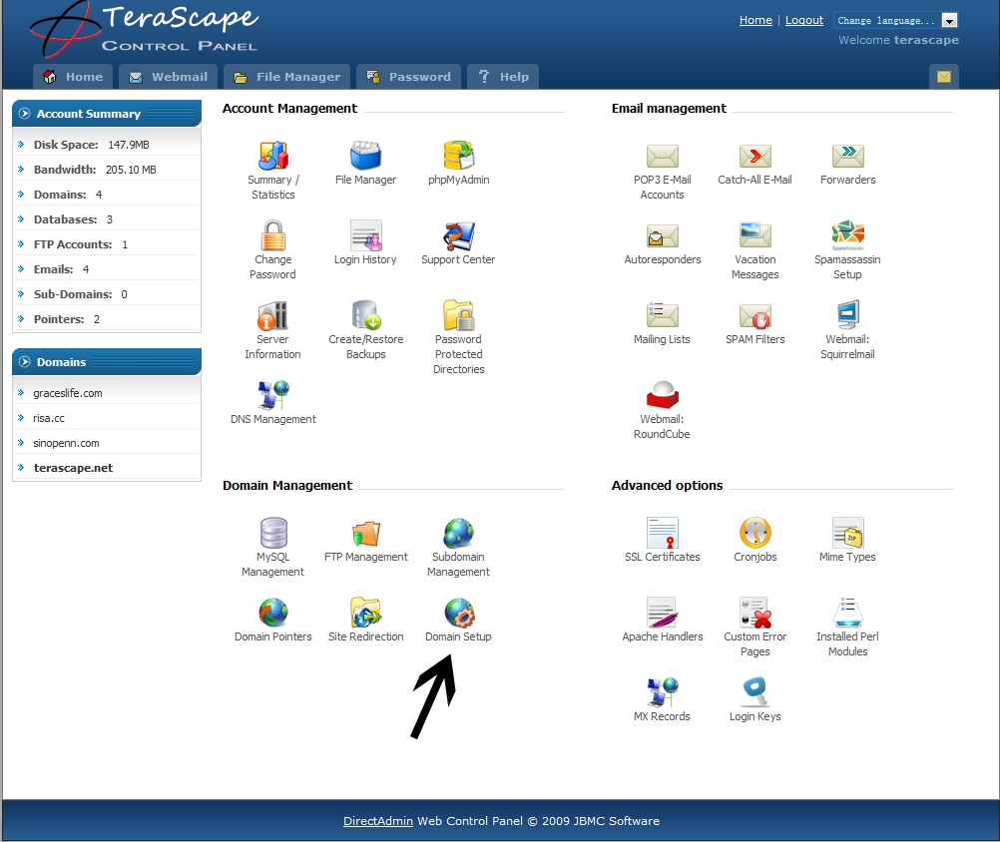 TeraScape
CONTROL PANEL
Home | Logout
Change language...
Welcome terascape
Home
Webmail
File Manager
Password
? Help
Account Summary
Disk Space: 147.9MB
Bandwidth: 205.10 MB
Domains: 4
Databases: 3
FTP Accounts: 1
Emails: 4
Sub-Domains: 0
Pointers: 2
Domains
graceslife.com
risa.cc
sinopenn.com
terascape.net
Account Management
Summary /
Statistics
File Manager
phpMyAdmin
Change
Password
Login History
Support Center
Server
Information
Create/Restore
Backups
Password
Protected
Directories
DNS Management
Email management
POP3 E-Mail
Accounts
Catch-All E-Mail
Forwarders
Autoresponders
Vacation
Messages
SpamAssassin
Spamassassin
Setup
Mailing Lists
SPAM Filters
Webmail:
Squirrelmail
Webmail:
RoundCube
Domain Management
MySQL
Management
FTP Management
Subdomain
Management
Domain Pointers
Site Redirection
Domain Setup
Advanced options
SSL Certificates
Cronjobs
ZIP
Mime Types
Apache Handlers
Custom Error
Pages
Installed Perl
Modules
MX Records
Login Keys
DirectAdmin Web Control Panel © 2009 JBMC Software